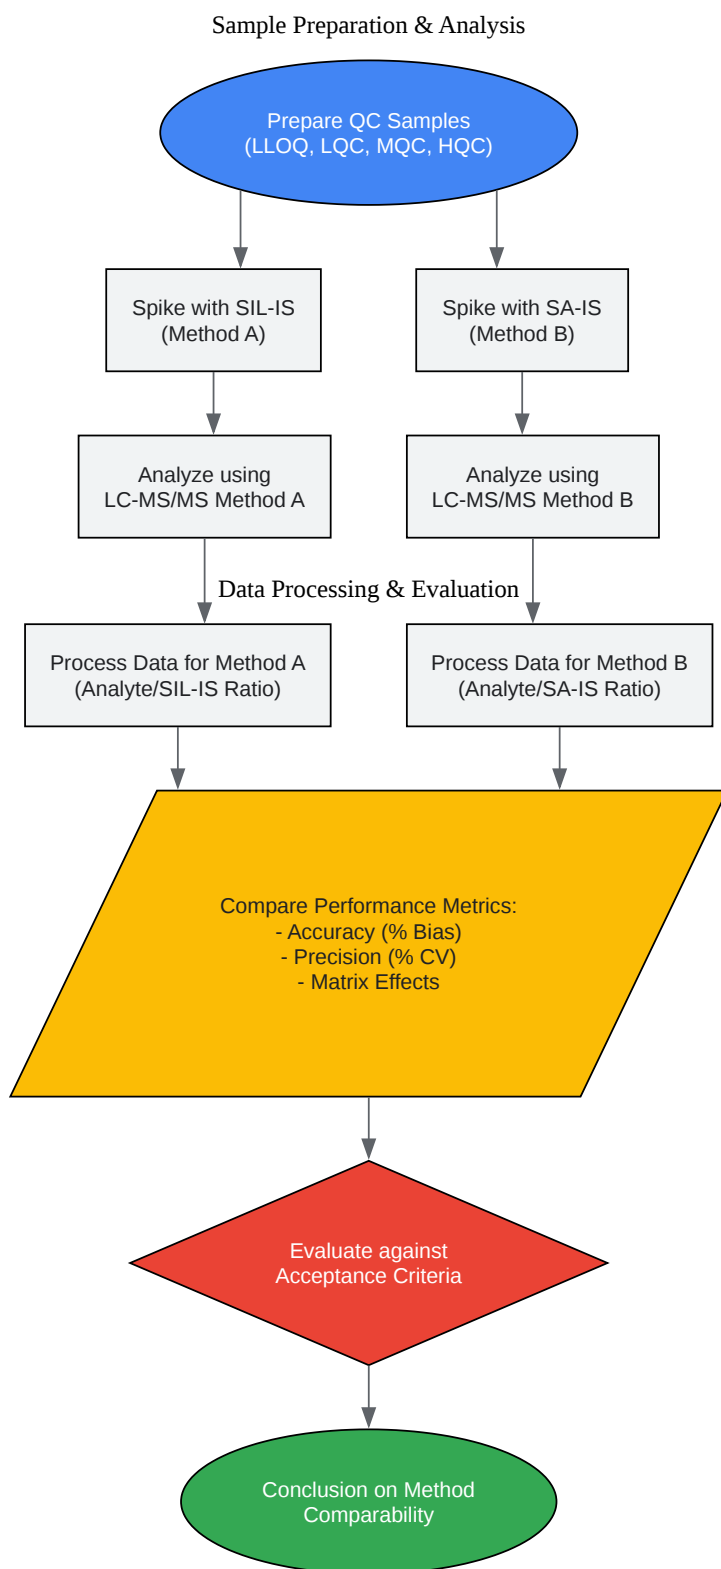 Sample Preparation & Analysis
Prepare QC Samples
(LLOQ, LQC, MQC, HQC)
Spike with SIL-IS
(Method A)
Spike with SA-IS
(Method B)
Analyze using
LC-MS/MS Method A
Analyze using
LC-MS/MS Method B
Data Processing & Evaluation
Process Data for Method A
(Analyte/SIL-IS Ratio)
Process Data for Method B
(Analyte/SA-IS Ratio)
Compare Performance Metrics:
- Accuracy (% Bias)
- Precision (% CV)
- Matrix Effects
Evaluate against
Acceptance Criteria
Conclusion on Method
Comparability